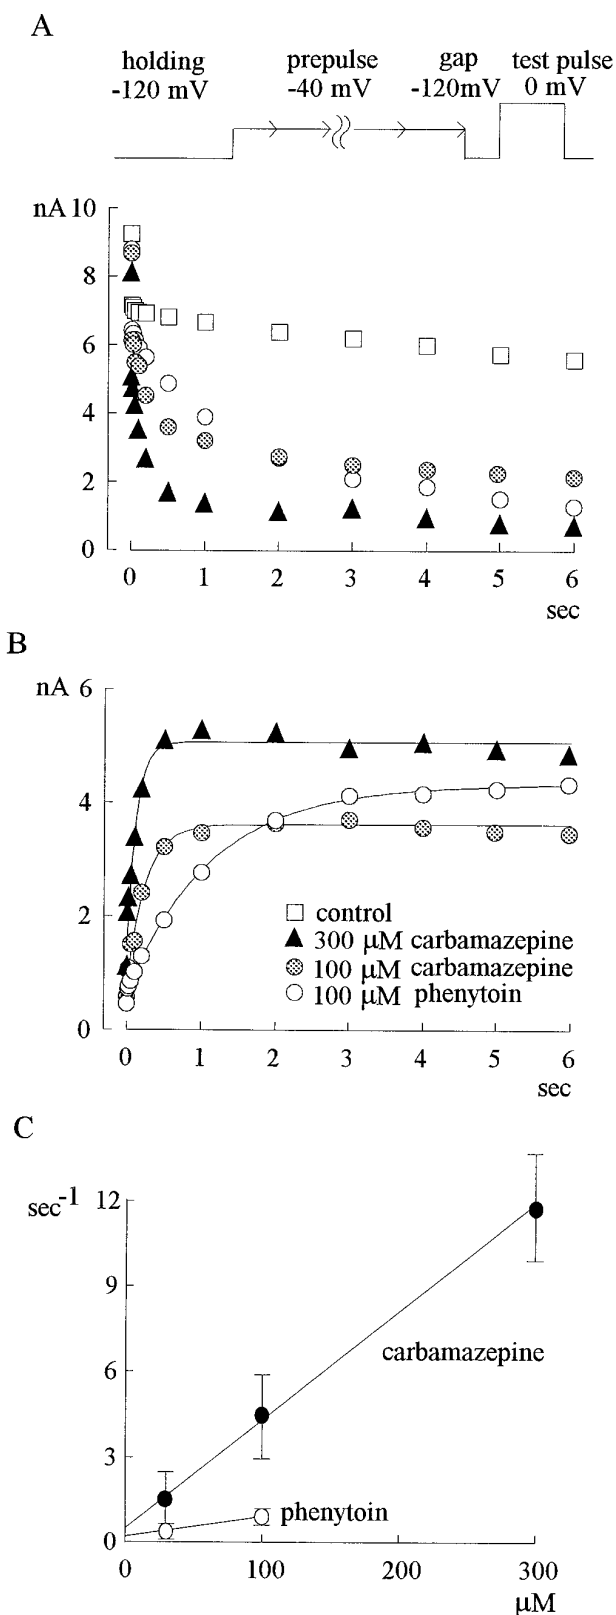 A
holding prepulse gap test pulse
-120 mV -40 mV -120mV 0 mV
nA 10
8
6
4
2
0
0 1 2 3 4 5 6
sec
B
nA 6
4
2
0
control
300 μM carbamazepine
100 μM carbamazepine
100 μM phenytoin
0 1 2 3 4 5 6
sec
C
sec-1 12
9
6
3
0
carbamazepine
phenytoin
0 100 200 300
μM